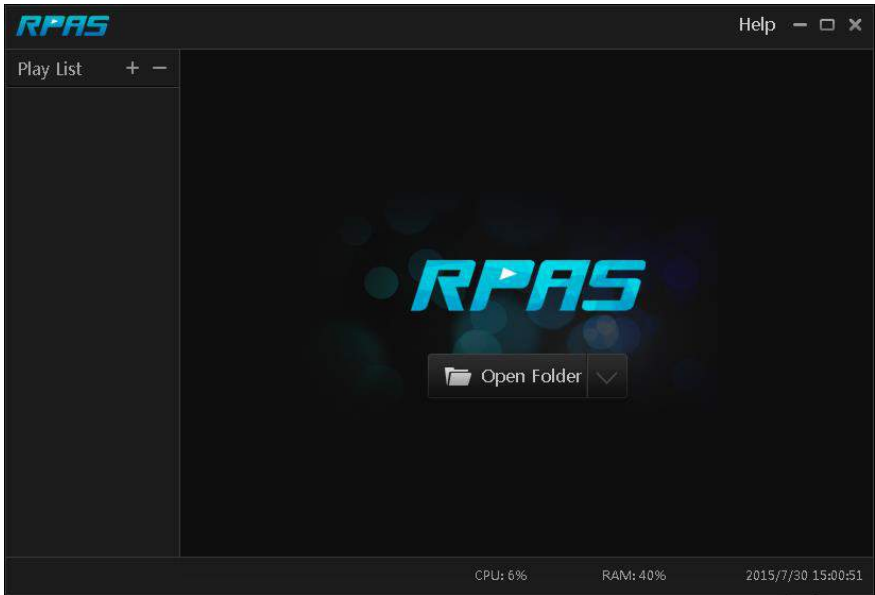 RPAS
Help
Play List
RPAS
Open Folder
CPU: 6%
RAM: 40%
2015/7/30 15:00:51